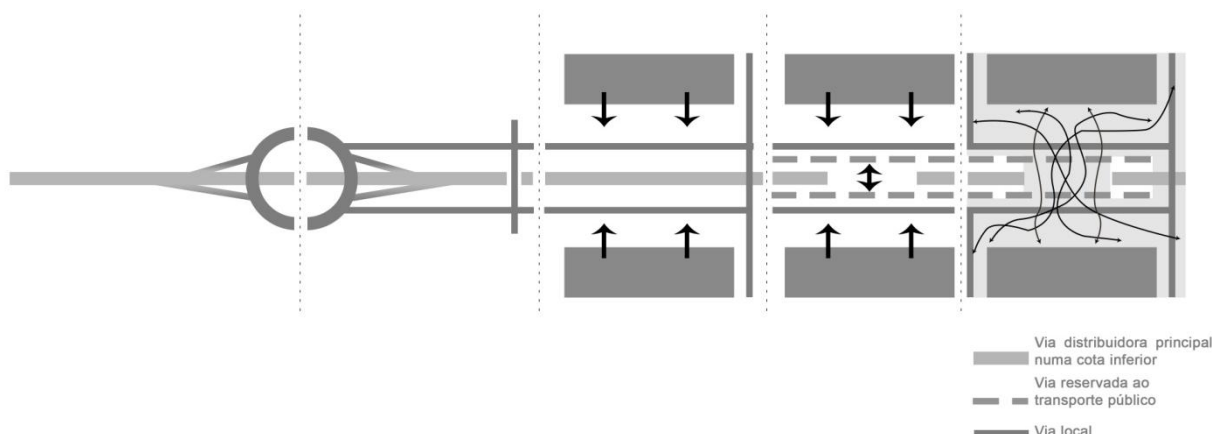 Via distribuidora principal
numa cota inferior
Via reservada ao
transporte público
Via local